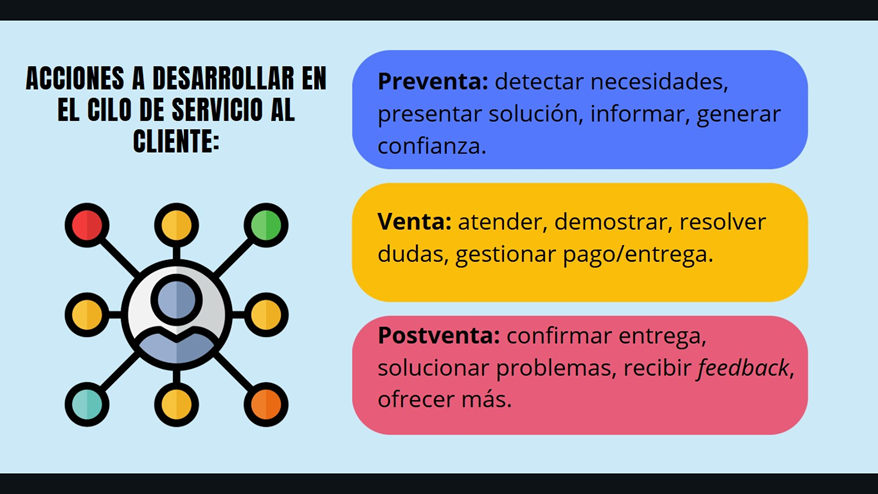 ACCIONES A DESARROLLAR EN
EL CILO DE SERVICIO AL
CLIENTE:
Preventa: detectar necesidades,
presentar solución, informar, generar
confianza.
Venta: atender, demostrar, resolver
dudas, gestionar pago/entrega.
Postventa: confirmar entrega,
solucionar problemas, recibir feedback,
ofrecer más.